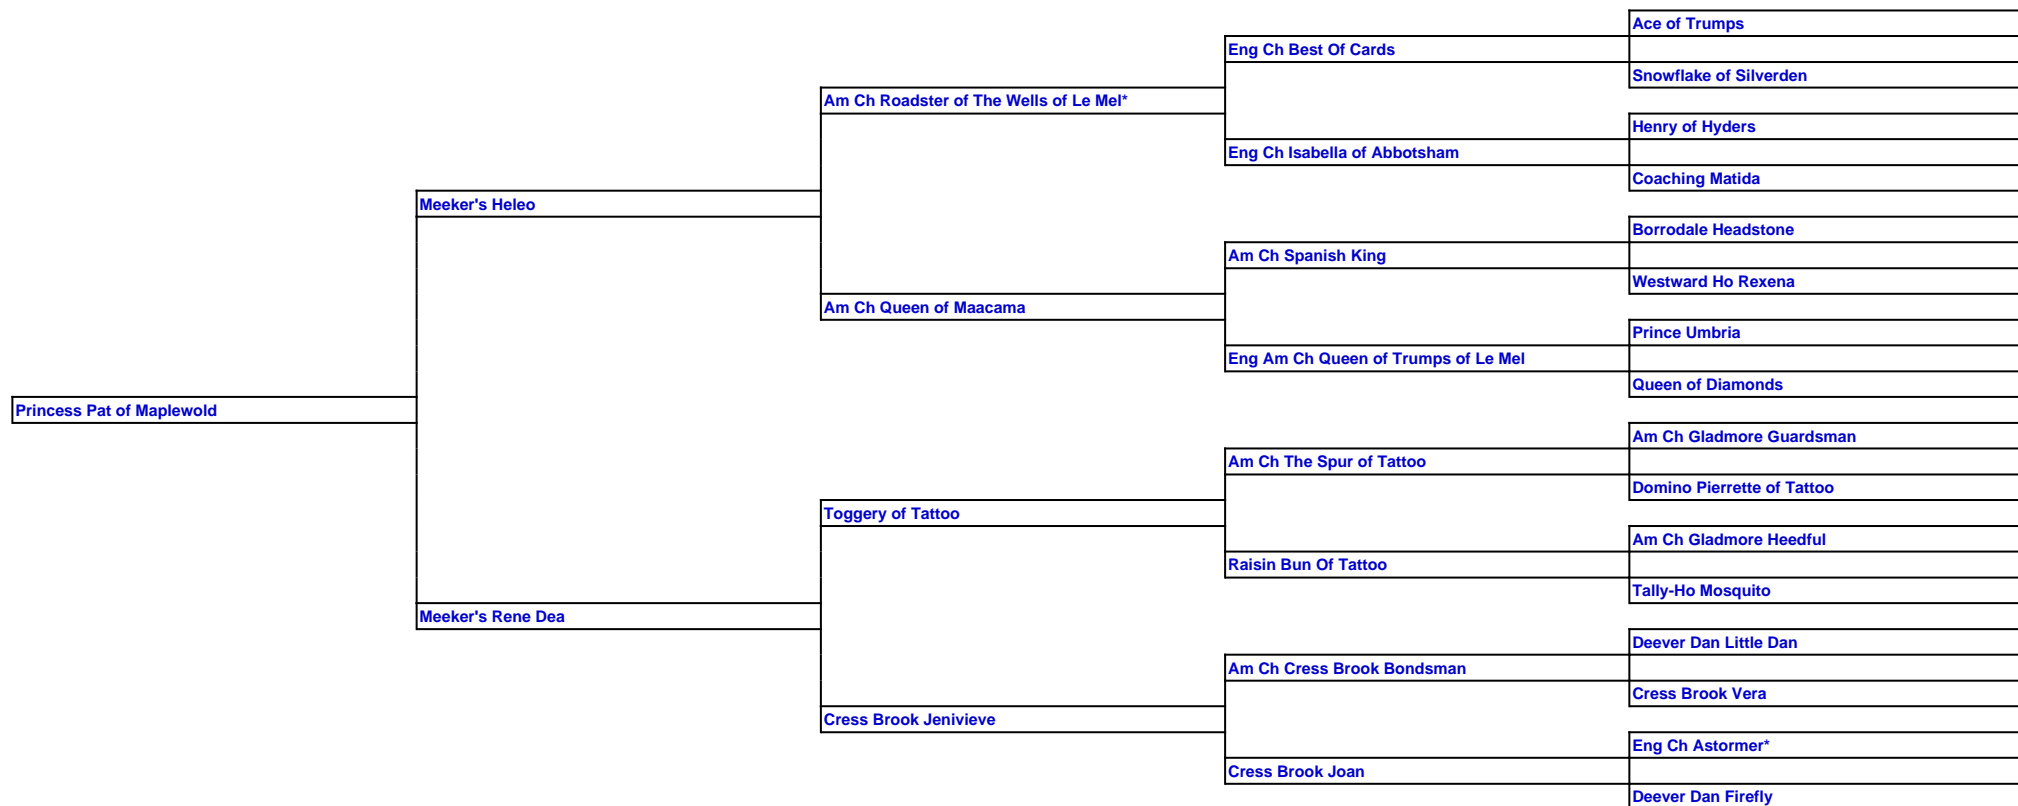 Ace of Trumps
Eng Ch Best Of Cards
Snowflake of Silverden
Am Ch Roadster of The Wells of Le Mel*
Henry of Hyders
Eng Ch Isabella of Abbotsham
Coaching Matida
Meeker's Heleo
Borrodale Headstone
Am Ch Spanish King
Westward Ho Rexena
Am Ch Queen of Maacama
Prince Umbria
Eng Am Ch Queen of Trumps of Le Mel
Queen of Diamonds
Princess Pat of Maplewold
Am Ch Gladmore Guardsman
Am Ch The Spur of Tattoo
Domino Pierrette of Tattoo
Toggery of Tattoo
Am Ch Gladmore Heedful
Raisin Bun Of Tattoo
Tally-Ho Mosquito
Meeker's Rene Dea
Deever Dan Little Dan
Am Ch Cress Brook Bondsman
Cress Brook Vera
Cress Brook Jenivieve
Eng Ch Astormer*
Cress Brook Joan
Deever Dan Firefly